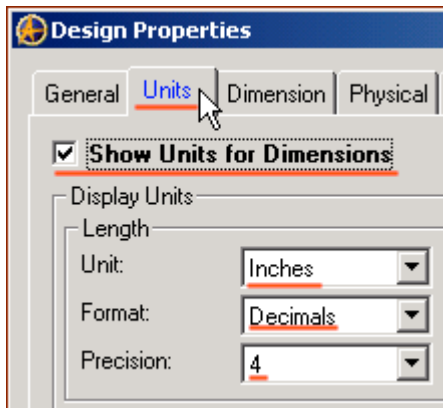 Design Properties
General Units Dimension Physical
Show Units for Dimensions
Display Units
Length
Unit: Inches
Format: Decimals
Precision: 4